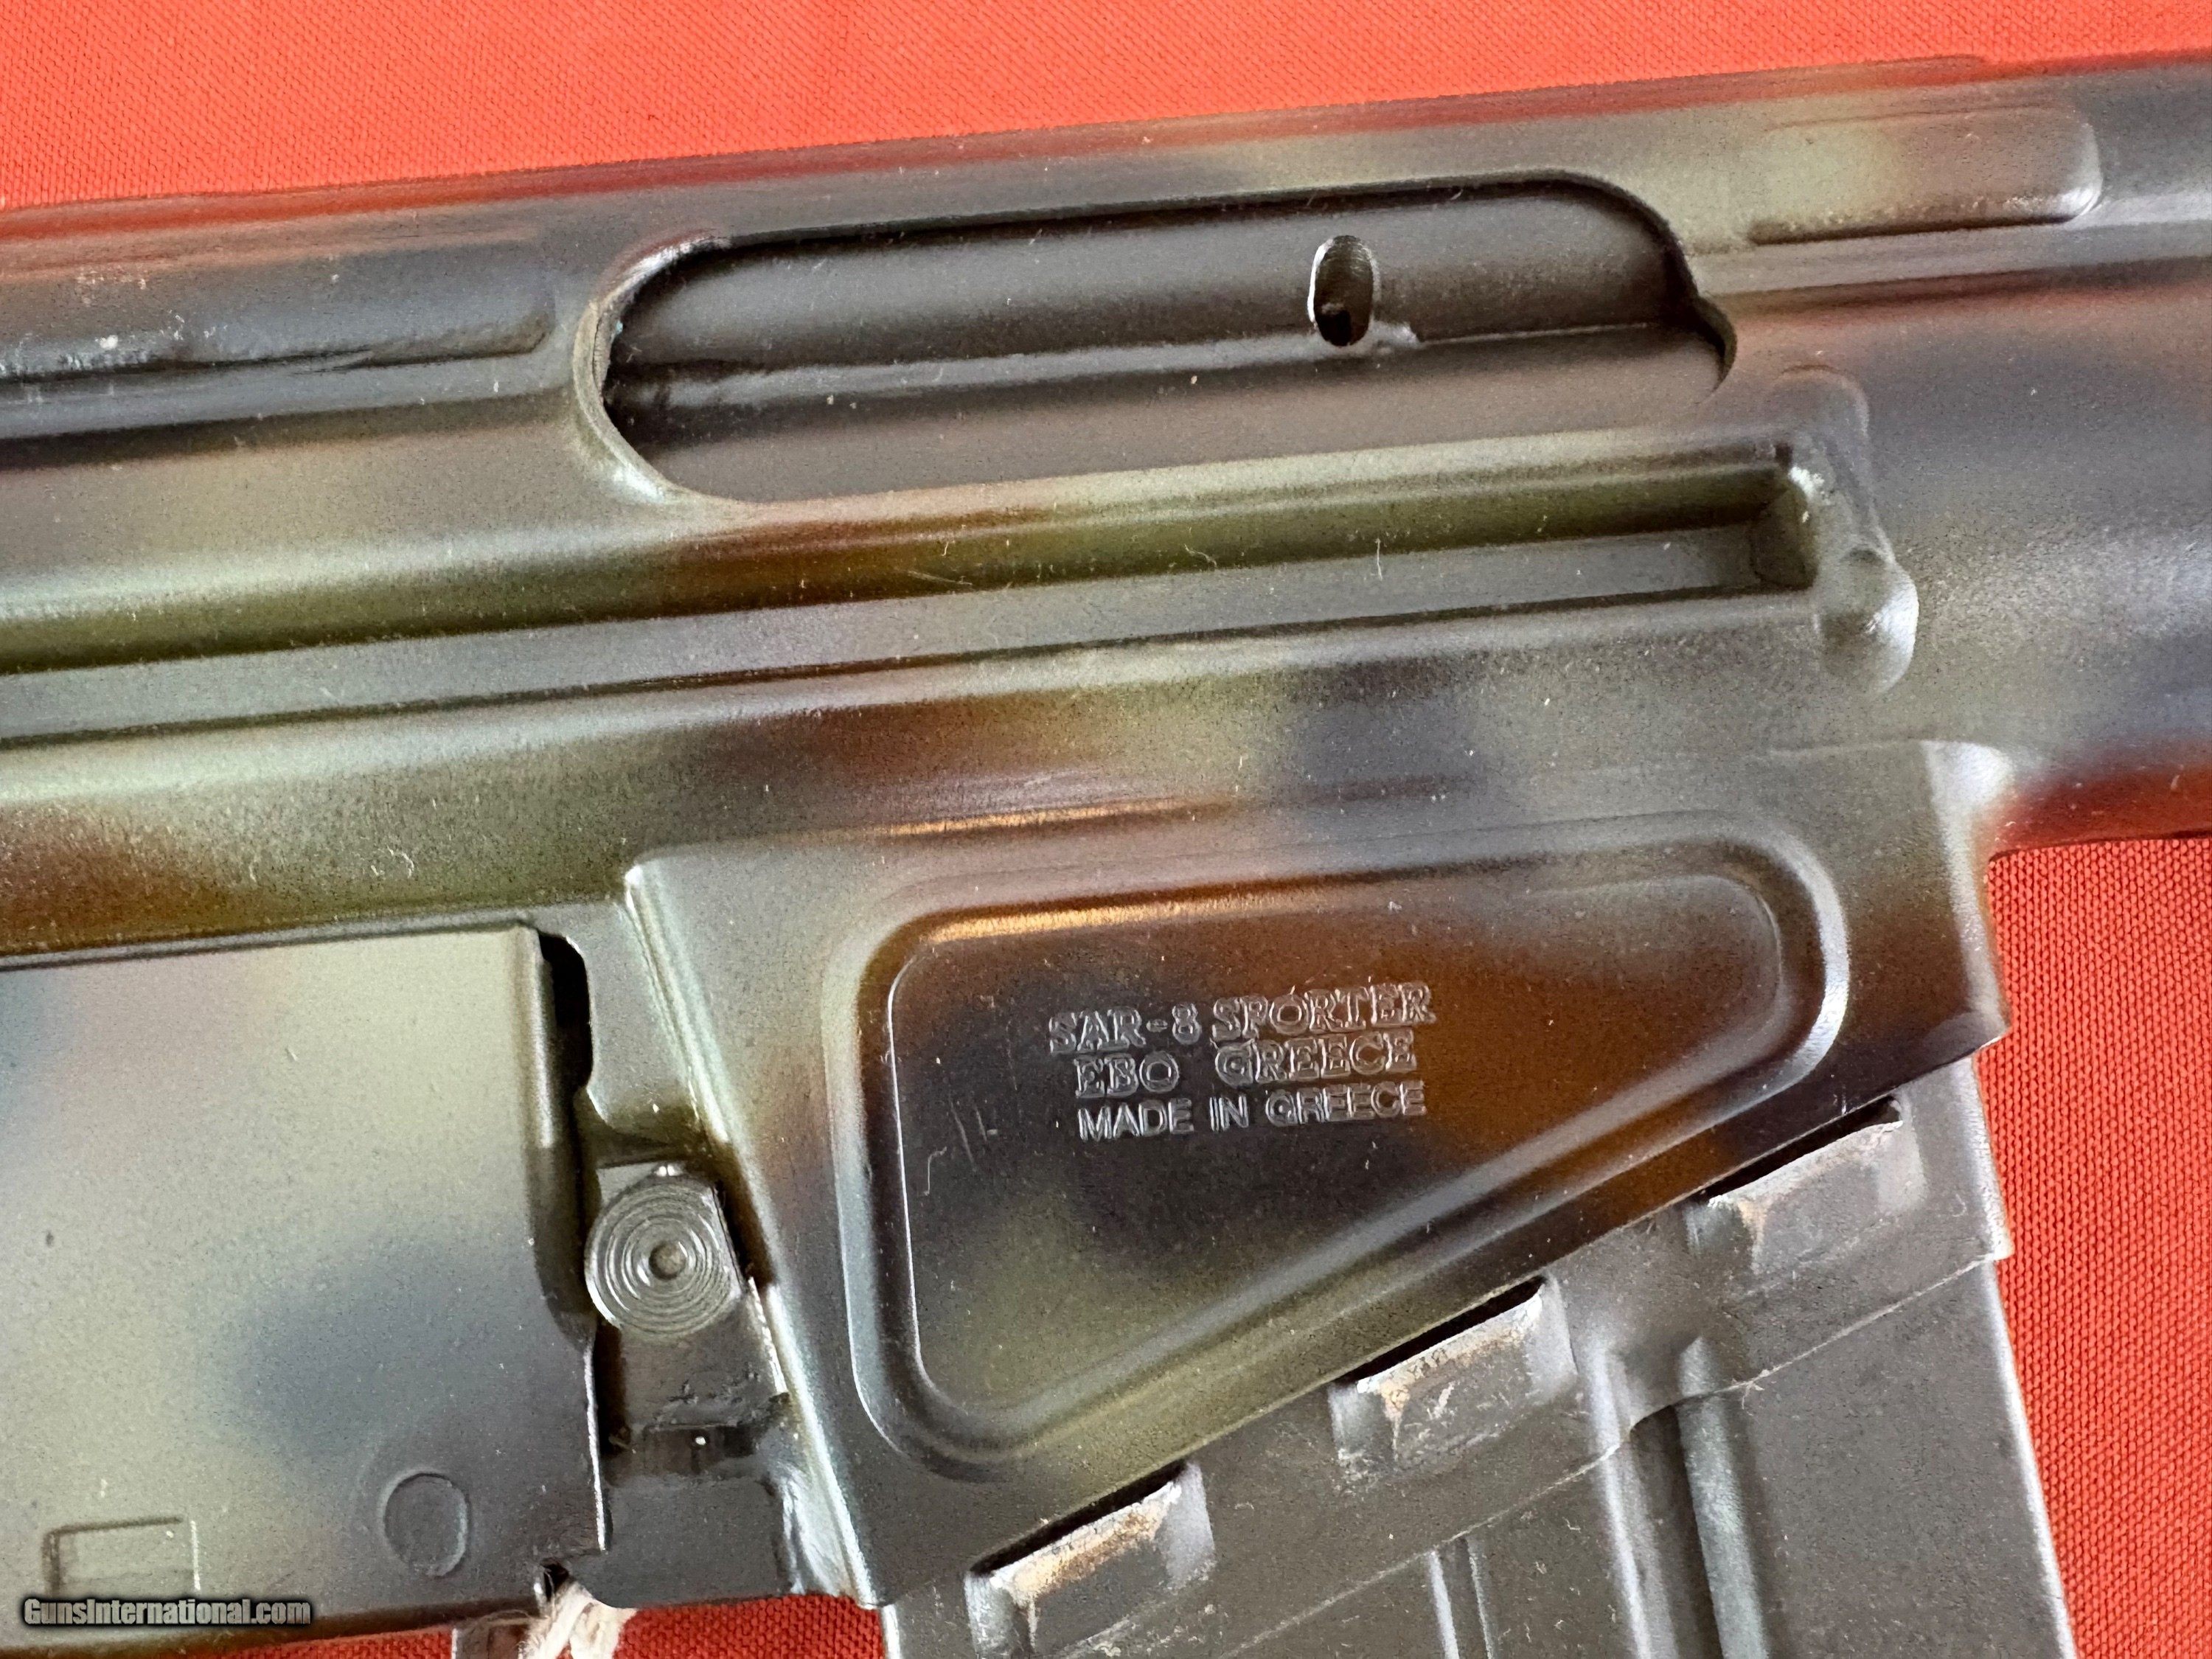 SAR-8 SPORTER
EBO GREECE
MADE IN GREECE
GunsInternational.com